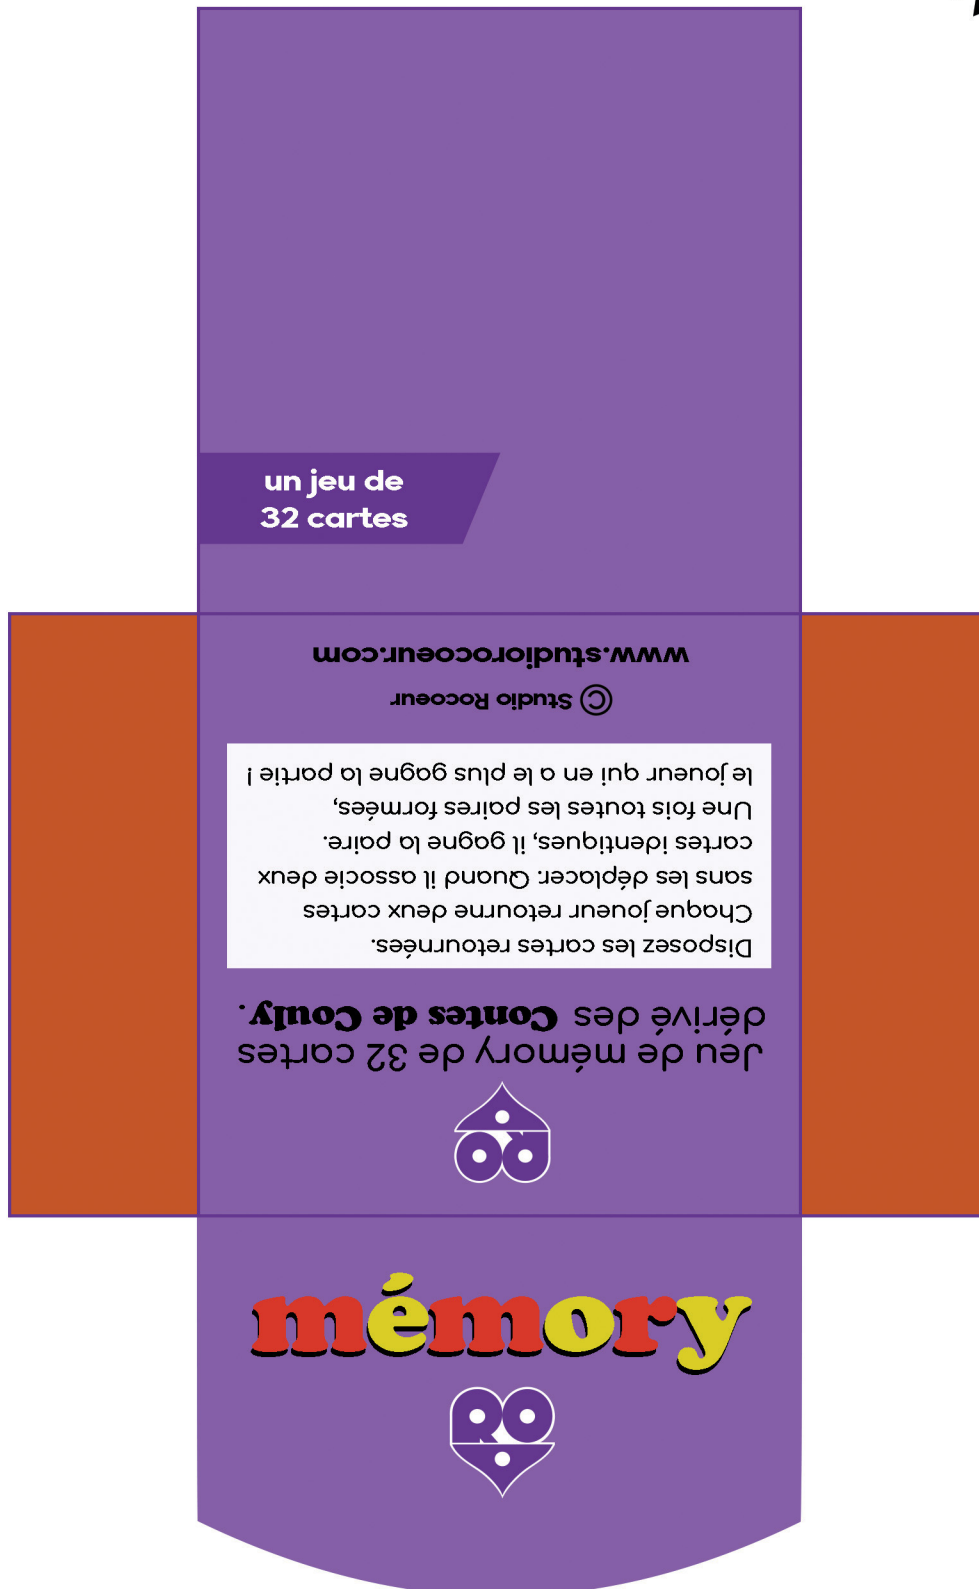 un jeu de
32 cartes
Jeu de mémory de 32 cartes
dérivé des Contes de Couly.
Disposez les cartes retournées.
Chaque joueur retourne deux cartes
sans les déplacer. Quand il associe deux
cartes identiques, il gagne la paire.
Une fois toutes les paires formées,
le joueur qui en a le plus gagne la partie !
© Studio Rocoeur
www.studiorocoeur.com
mémory
RO